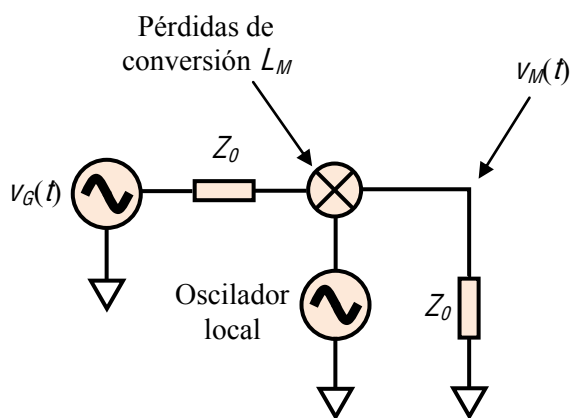 Pérdidas de
conversión L_M
v_M(t)
Z_0
v_G(t)
Oscilador
local
Z_0